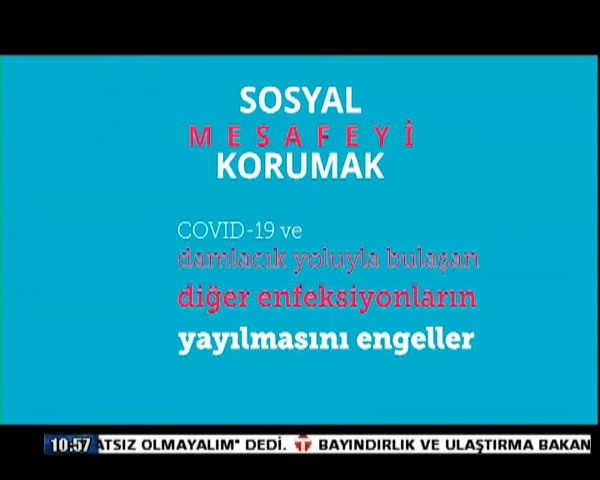 SOSYAL
MESAFEYİ
KORUMAK
COVID-19 ve
damlacık yoluyla bulaşan
diğer enfeksiyonların
yayılmasını engeller
10:57 ATSIZ OLMAYALIM" DEDİ. BAYINDIRLIK VE ULAŞTIRMA BAKAN